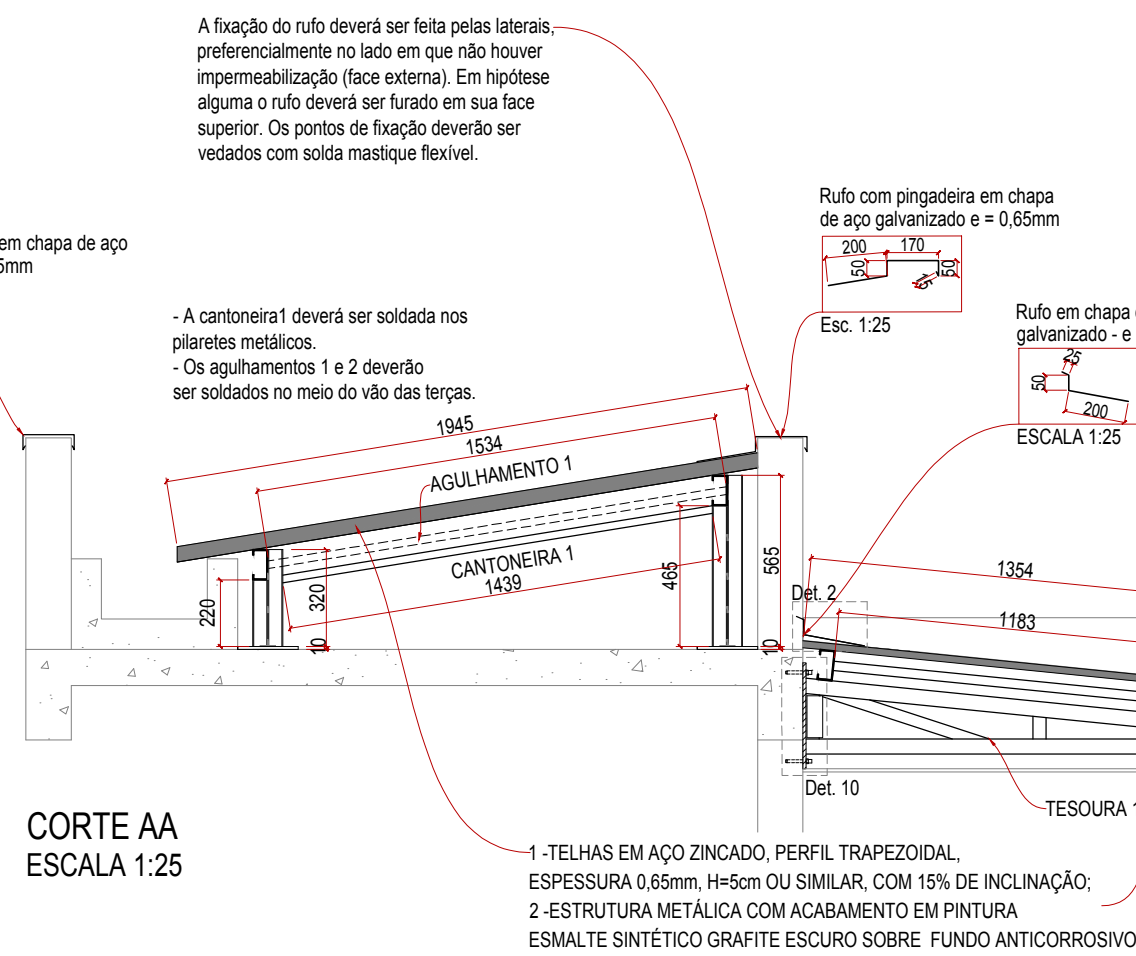 A fixação do rufo deverá ser feita pelas laterais,
preferencialmente no lado em que não houver
impermeabilização (face externa). Em hipótese
alguma o rufo deverá ser furado em sua face
superior. Os pontos de fixação deverão ser
vedados com solda mastique flexível.
em chapa de aço
5mm
- A cantoneira1 deverá ser soldada nos
pilaretes metálicos.
- Os agulhamentos 1 e 2 deverão
ser soldados no meio do vão das terças.
Rufo com pingadeira em chapa
de aço galvanizado e = 0,65mm
200
170
50
15
50
Esc. 1:25
Rufo em chapa
galvanizado - e
25
50
200
ESCALA 1:25
1945
1534
AGULHAMENTO 1
CANTONEIRA 1
1439
220
320
10
465
565
10
Det. 2
1354
1183
Det. 10
TESOURA 1
CORTE AA
ESCALA 1:25
1 -TELHAS EM AÇO ZINCADO, PERFIL TRAPEZOIDAL,
ESPESSURA 0,65mm, H=5cm OU SIMILAR, COM 15% DE INCLINAÇÃO;
2 -ESTRUTURA METÁLICA COM ACABAMENTO EM PINTURA
ESMALTE SINTÉTICO GRAFITE ESCURO SOBRE FUNDO ANTICORROSIVO